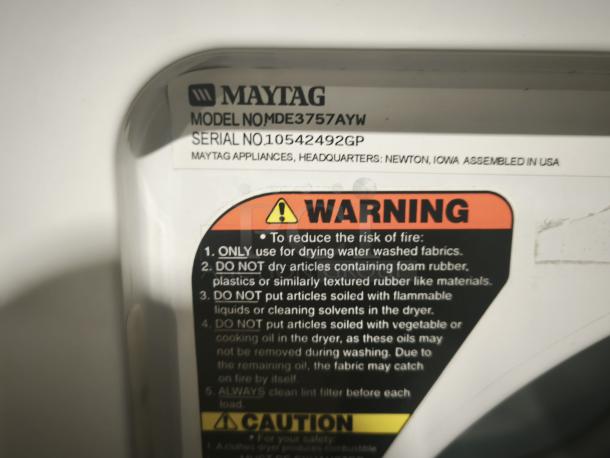 MAYTAG
MODEL NO.MDE3757AYW
SERIAL NO.10542492GP
MAYTAG APPLIANCES, HEADQUARTERS: NEWTON, IOWA ASSEMBLED IN USA
WARNING
• To reduce the risk of fire:
1. ONLY use for drying water washed fabrics.
2. DO NOT dry articles containing foam rubber,
plastics or similarly textured rubber like materials.
3. DO NOT put articles soiled with flammable
liquids or cleaning solvents in the dryer.
4. DO NOT put articles soiled with vegetable or
cooking oil in the dryer, as these oils may
not be removed during washing. Due to
the remaining oil, the fabric may catch
on fire by itself.
5. ALWAYS clean lint filter before each
load.
CAUTION
• For your safety:
1. A clothes dryer produces combustible